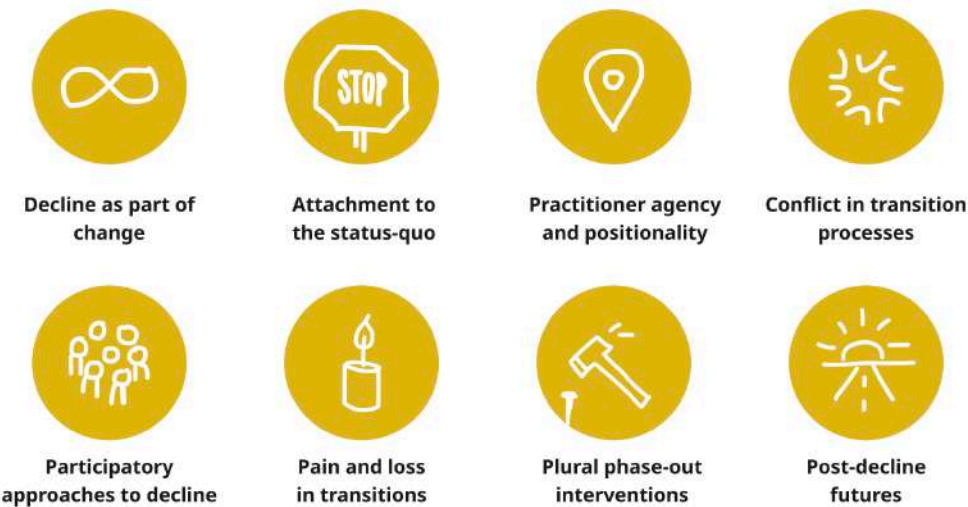 STOP
Decline as part of
change
Attachment to
the status-quo
Practitioner agency
and positionality
Conflict in transition
processes
Participatory
approaches to decline
Pain and loss
in transitions
Plural phase-out
interventions
Post-decline
futures